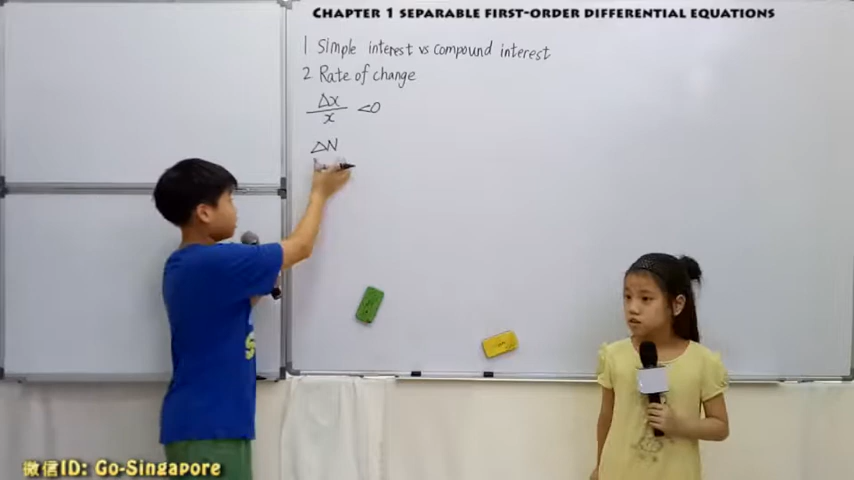 CHAPTER 1 SEPARABLE FIRST-ORDER DIFFERENTIAL EQUATIONS
1 Simple interest vs compound interest
2 Rate of change
Δx
x <0
ΔN
微信ID: Go-Singapore